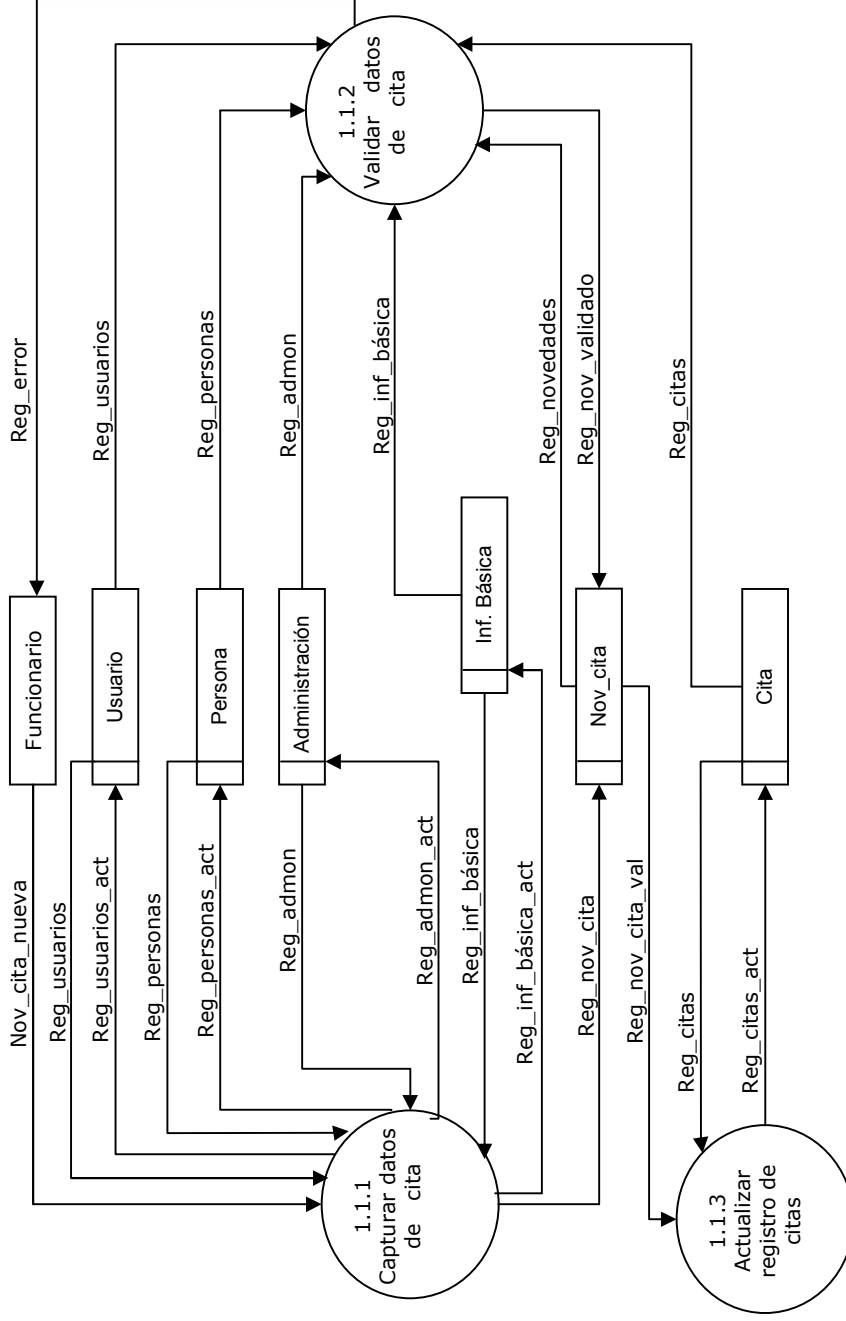 Nov_cita_nueva
Funcionario
Reg_error
Reg_usuarios
Reg_usuarios_act
Usuario
Reg_usuarios
Reg_personas
Reg_personas_act
Persona
Reg_personas
Reg_admon
Reg_admon_act
Administración
Reg_admon
Reg_inf_básica
Reg_inf_básica_act
Inf. Básica
Reg_inf_básica
Reg_nov_cita
Reg_nov_cita_val
Nov_cita
Reg_novedades
Reg_nov_validado
Reg_citas
Reg_citas_act
Cita
Reg_citas
1.1.1
Capturar datos
de cita
1.1.2
Validar datos
de cita
1.1.3
Actualizar
registro de
citas